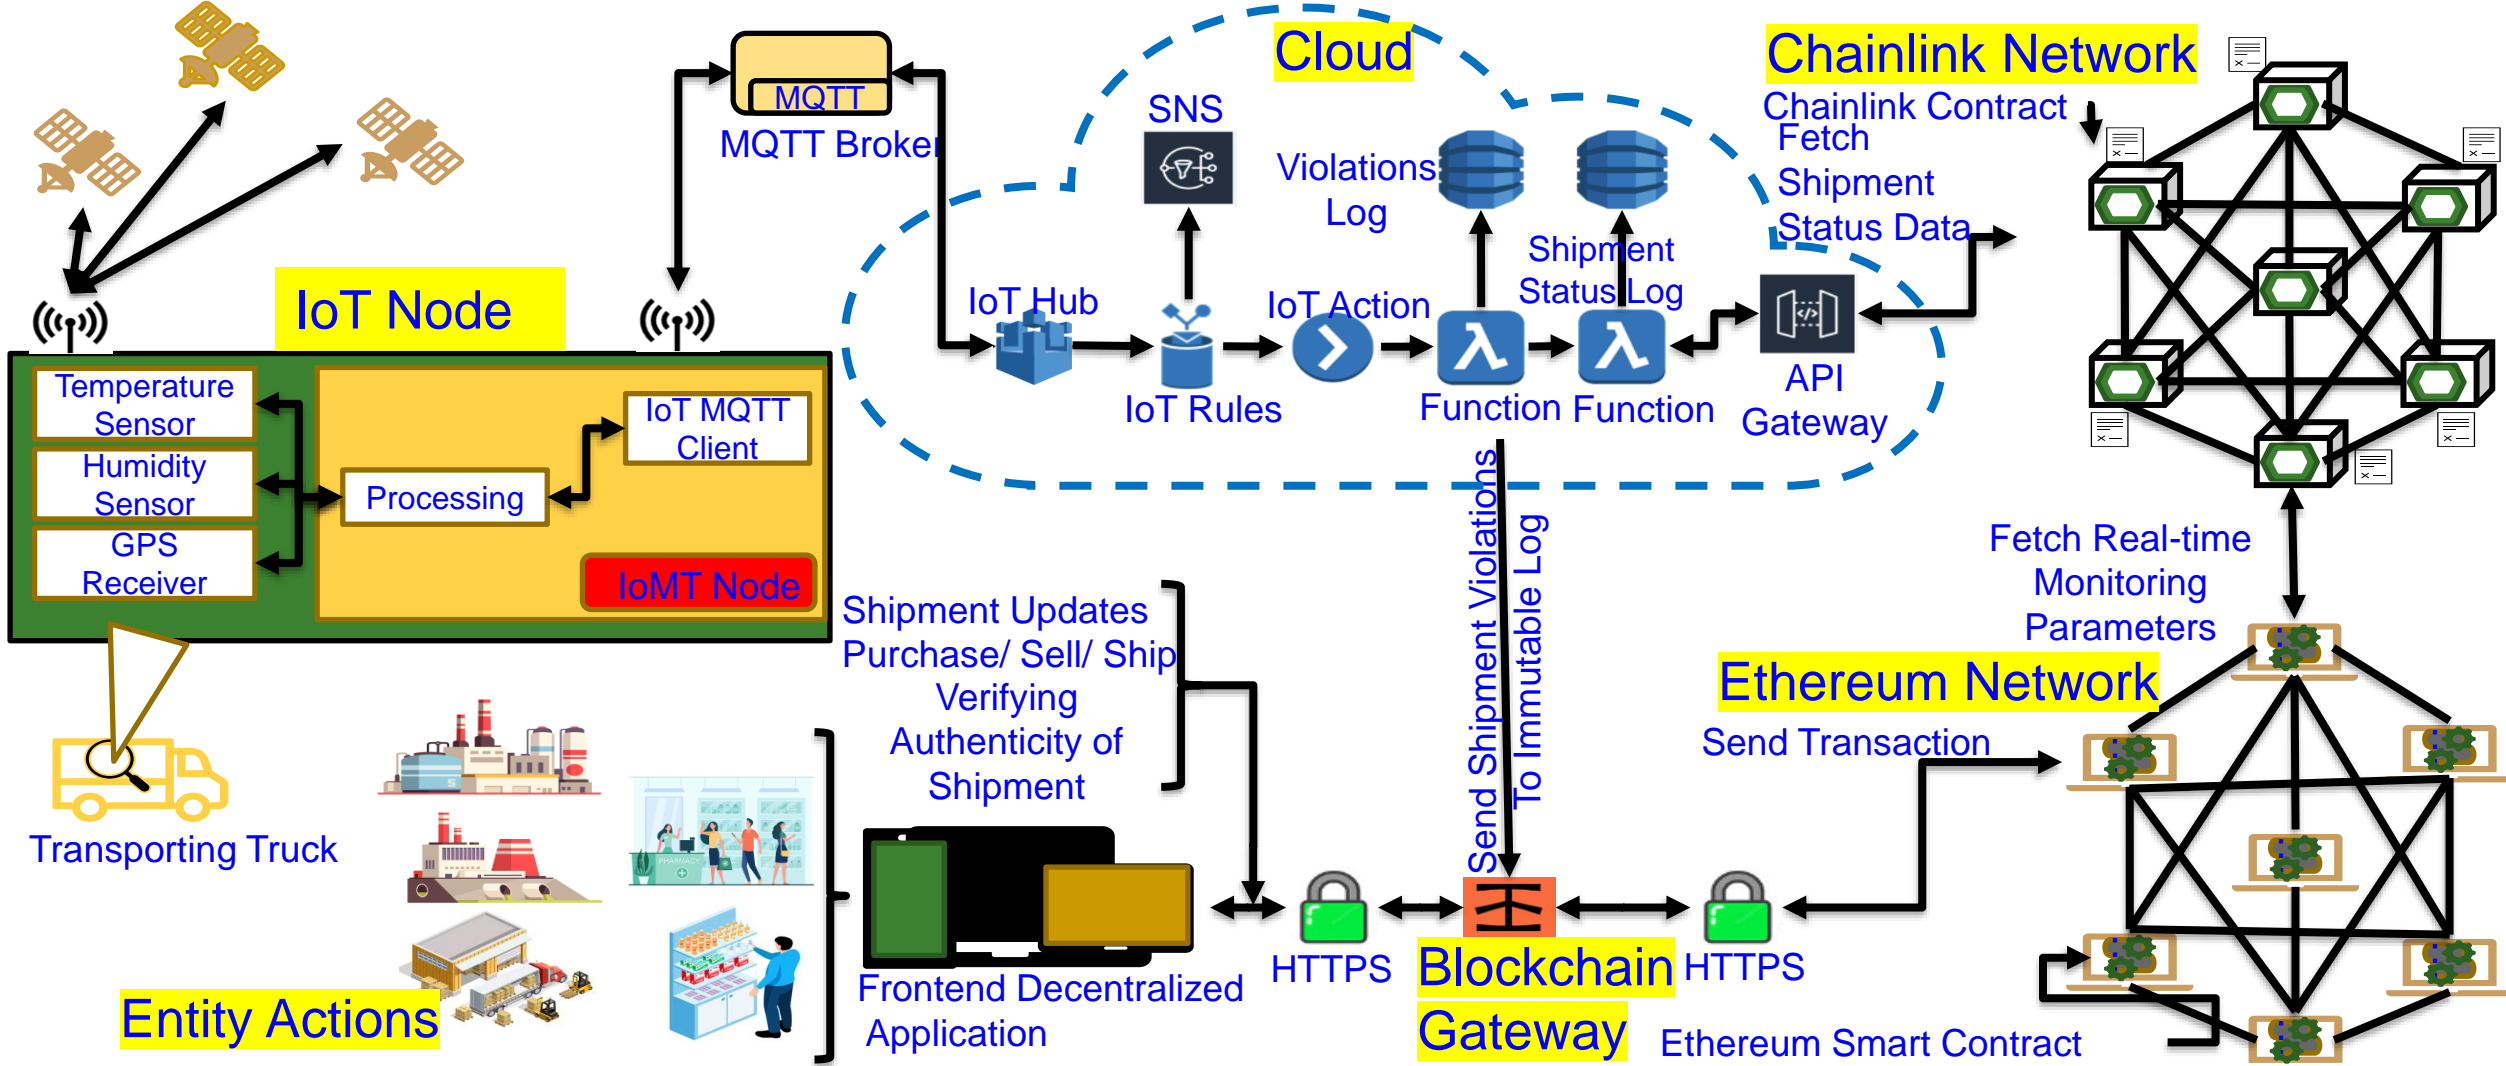 Cloud
Chainlink Network
Chainlink Contract
Fetch
Shipment
Status Data
MQTT
MQTT Broker
SNS
Violations
Log
Shipment
Status Log
IoT Hub
IoT Action
IoT Rules
Function
Function
API
Gateway
IoT Node
Temperature
Sensor
Humidity
Sensor
GPS
Receiver
Processing
IoT MQTT
Client
IoMT Node
Send Shipment Violations
To Immutable Log
Fetch Real-time
Monitoring
Parameters
Shipment Updates
Purchase/ Sell/ Ship
Verifying
Authenticity of
Shipment
Ethereum Network
Send Transaction
Transporting Truck
PHARMACY
Entity Actions
Frontend Decentralized
Application
HTTPS
Blockchain
Gateway
HTTPS
Ethereum Smart Contract